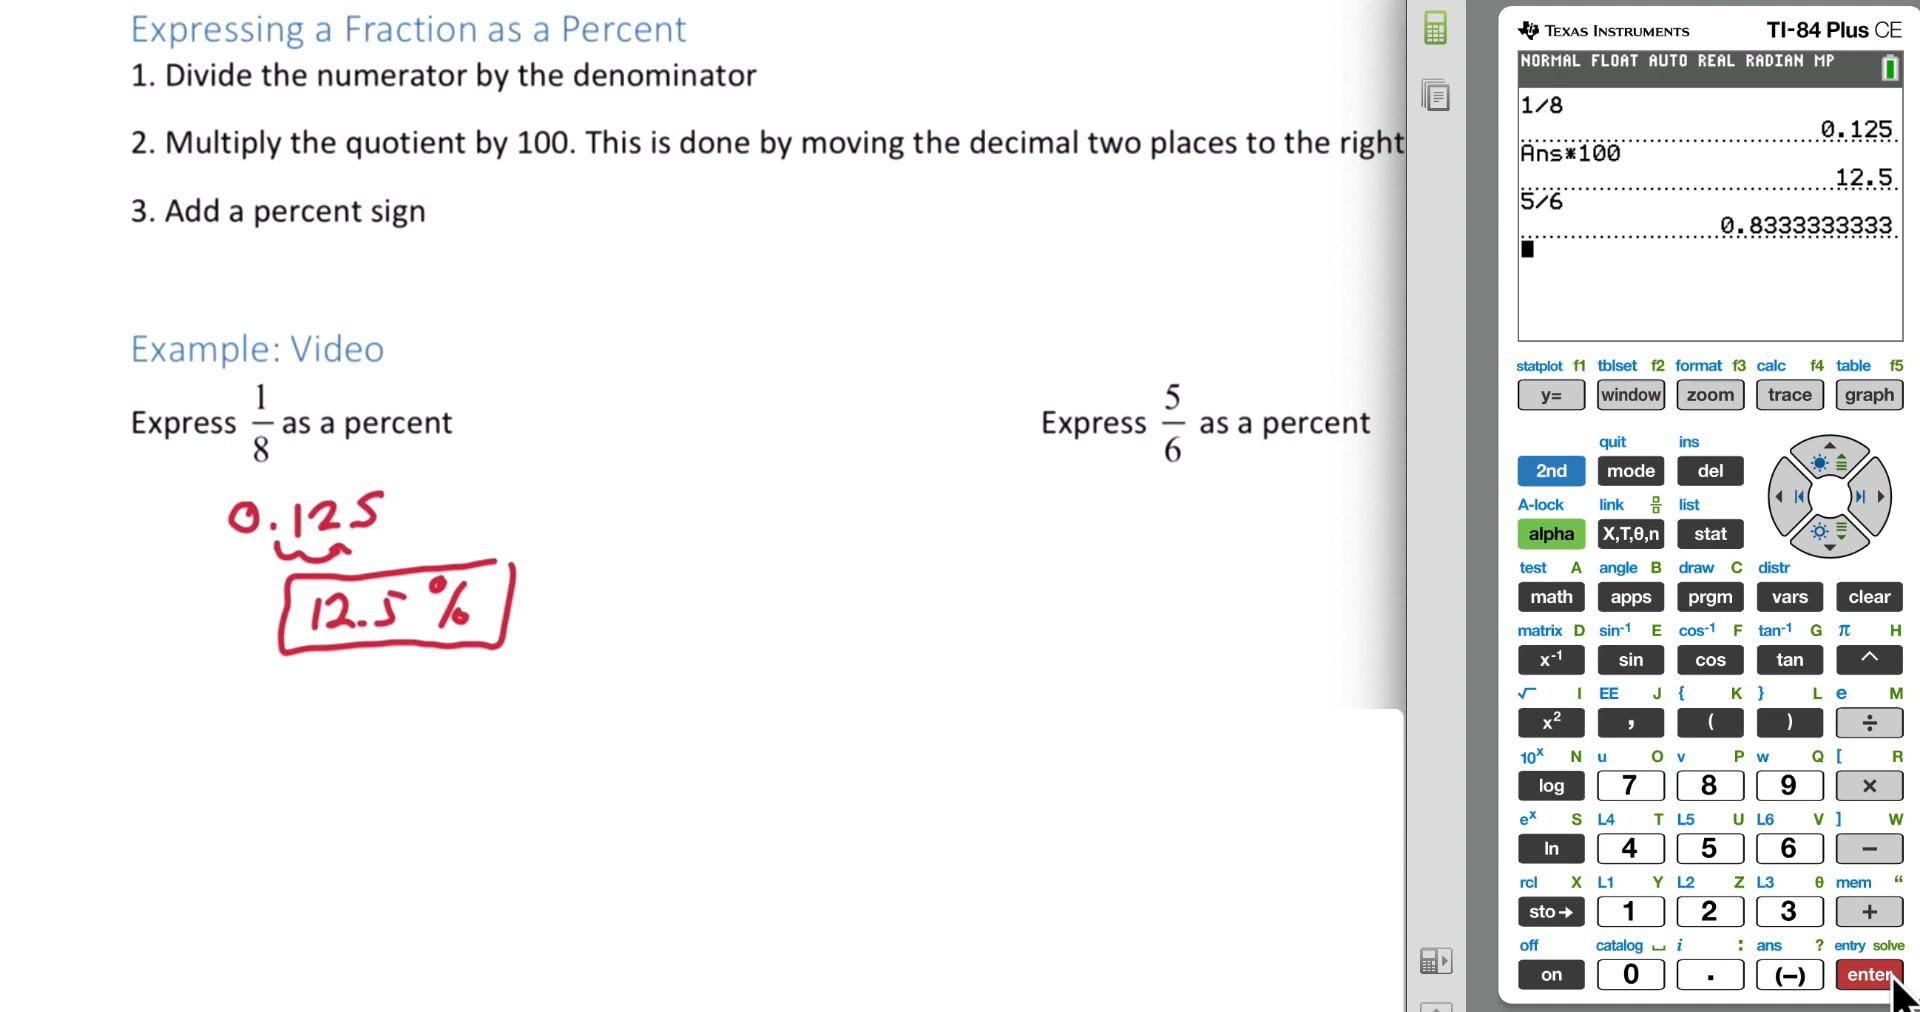 Expressing a Fraction as a Percent
1. Divide the numerator by the denominator
2. Multiply the quotient by 100. This is done by moving the decimal two places to the right
3. Add a percent sign
Example: Video
Express 1/8 as a percent
0.125
12.5 %
Express 5/6 as a percent
TEXAS INSTRUMENTS TI-84 Plus CE
NORMAL FLOAT AUTO REAL RADIAN MP
1/8
0.125
Ans*100
12.5
5/6
0.8333333333
statplot f1 tblset f2 format f3 calc f4 table f5
y= window zoom trace graph
quit ins
2nd mode del
A-lock link list
alpha X,T,θ,n stat
test A angle B draw C distr
math apps prgm vars clear
matrix D sin⁻¹ E cos⁻¹ F tan⁻¹ G π H
x⁻¹ sin cos tan ^
√ I EE J { K } L e M
x² , ( ) ÷
10ˣ N u O v P w Q [ R
log 7 8 9 ×
eˣ S L4 T L5 U L6 V ] W
ln 4 5 6 −
rcl X L1 Y L2 Z L3 θ mem “
sto→ 1 2 3 +
off catalog ⎵ i : ans ? entry solve
on 0 . (−) enter